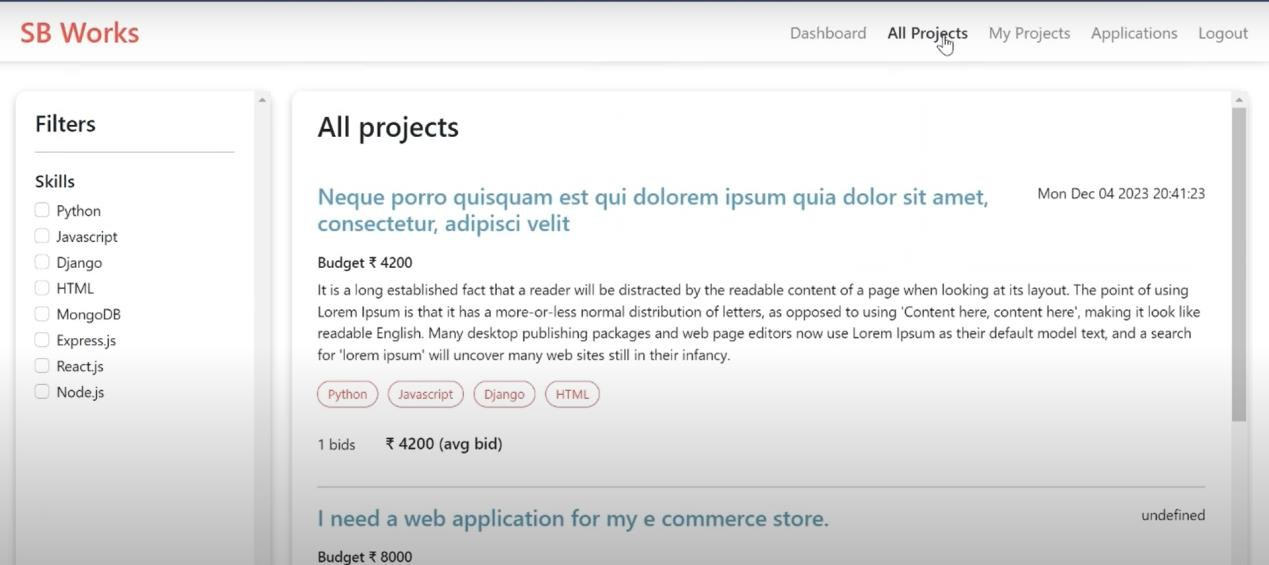 SB Works
Dashboard All Projects My Projects Applications Logout
Filters
Skills
Python
Javascript
Django
HTML
MongoDB
Express.js
React.js
Node.js
All projects
Neque porro quisquam est qui dolorem ipsum quia dolor sit amet,
consectetur, adipisci velit
Mon Dec 04 2023 20:41:23
Budget ₹ 4200
It is a long established fact that a reader will be distracted by the readable content of a page when looking at its layout. The point of using
Lorem Ipsum is that it has a more-or-less normal distribution of letters, as opposed to using 'Content here, content here', making it look like
readable English. Many desktop publishing packages and web page editors now use Lorem Ipsum as their default model text, and a search
for 'lorem ipsum' will uncover many web sites still in their infancy.
Python Javascript Django HTML
1 bids ₹ 4200 (avg bid)
I need a web application for my e commerce store.
undefined
Budget ₹ 8000